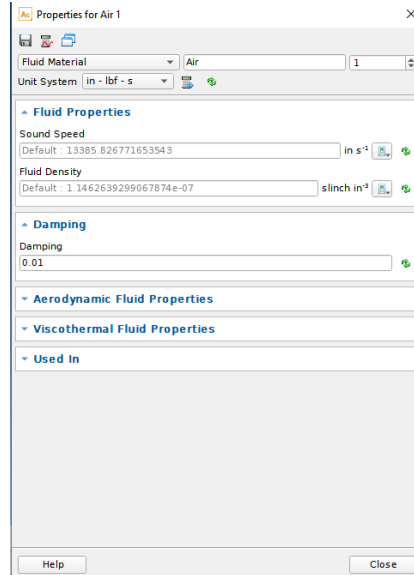 Ac Properties for Air 1
Fluid Material Air 1
Unit System in - lbf - s
Fluid Properties
Sound Speed
Default : 13385.826771653543 in s⁻¹
Fluid Density
Default : 1.1462639299067874e-07 slinch in⁻³
Damping
Damping
0.01
Aerodynamic Fluid Properties
Viscothermal Fluid Properties
Used In
Help Close